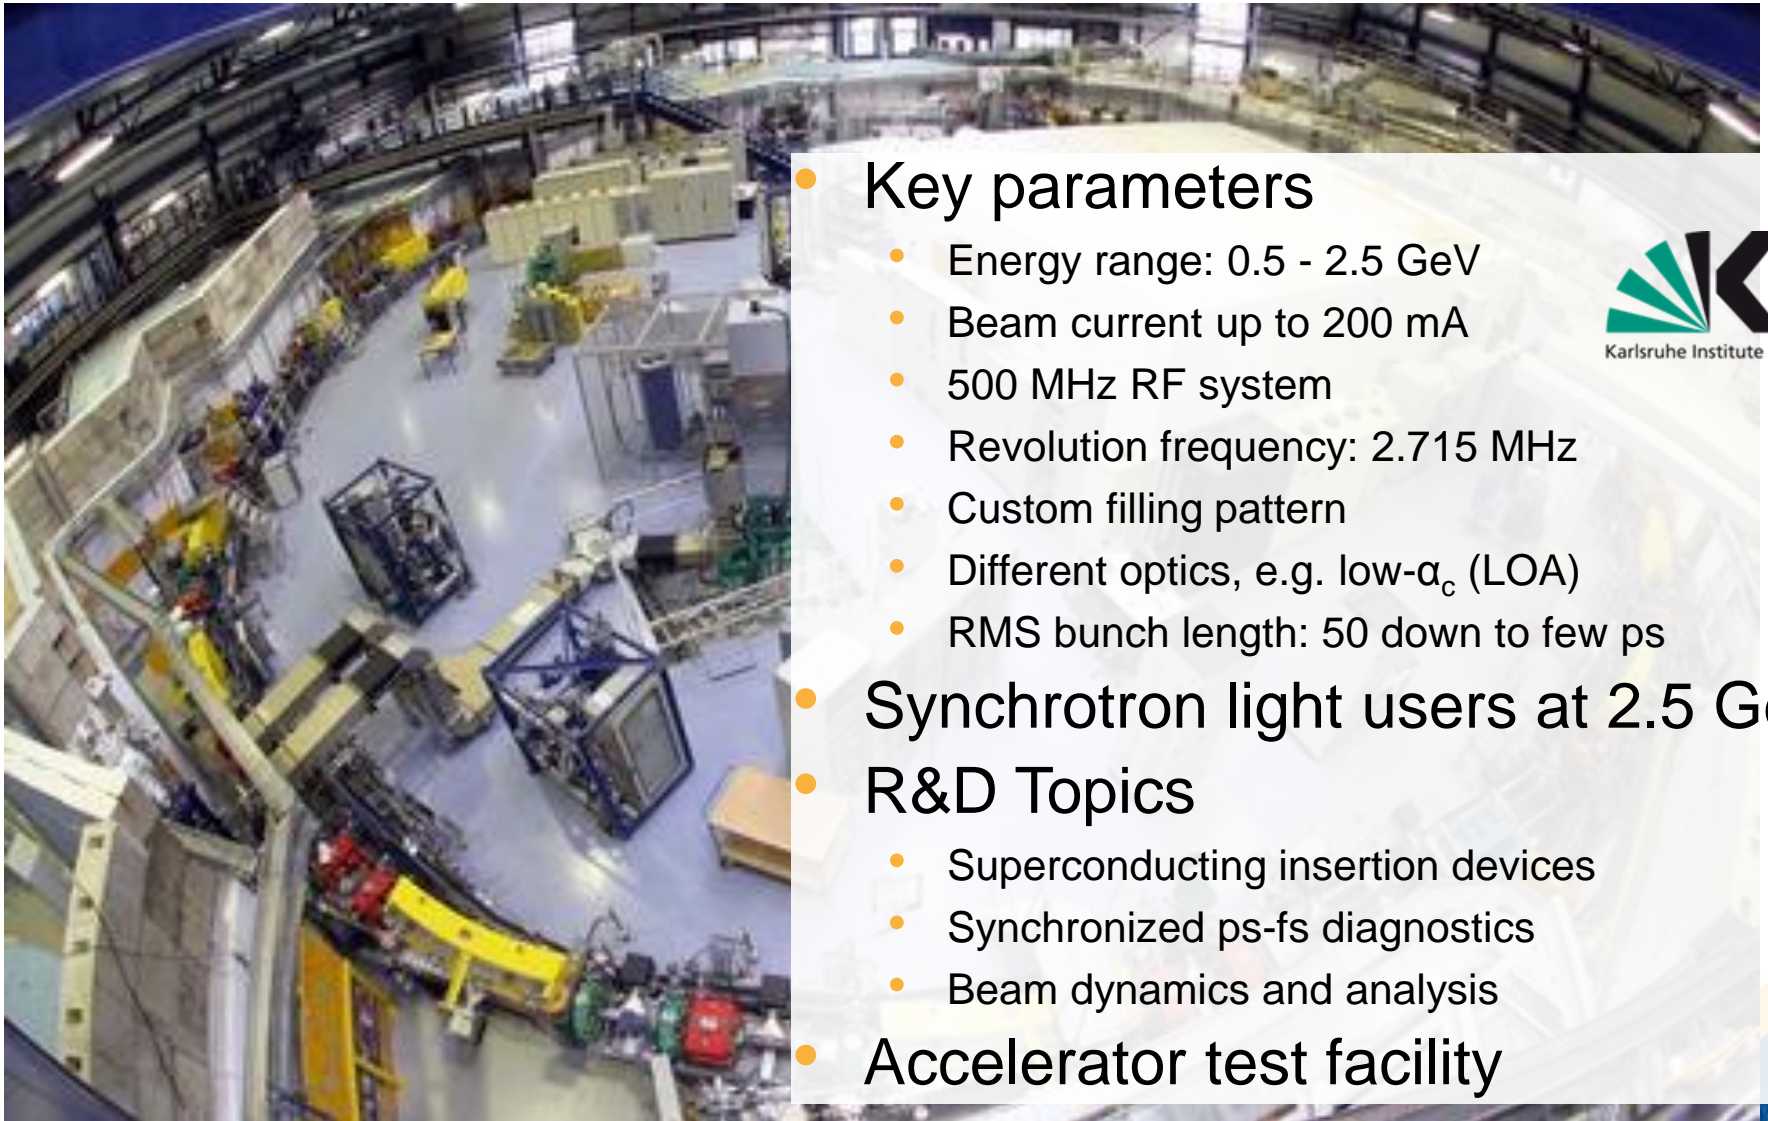 • Key parameters
• Energy range: 0.5 - 2.5 GeV
• Beam current up to 200 mA
• 500 MHz RF system
• Revolution frequency: 2.715 MHz
• Custom filling pattern
• Different optics, e.g. low-αc (LOA)
• RMS bunch length: 50 down to few ps
K
Karlsruhe Institute
• Synchrotron light users at 2.5 G
• R&D Topics
• Superconducting insertion devices
• Synchronized ps-fs diagnostics
• Beam dynamics and analysis
• Accelerator test facility